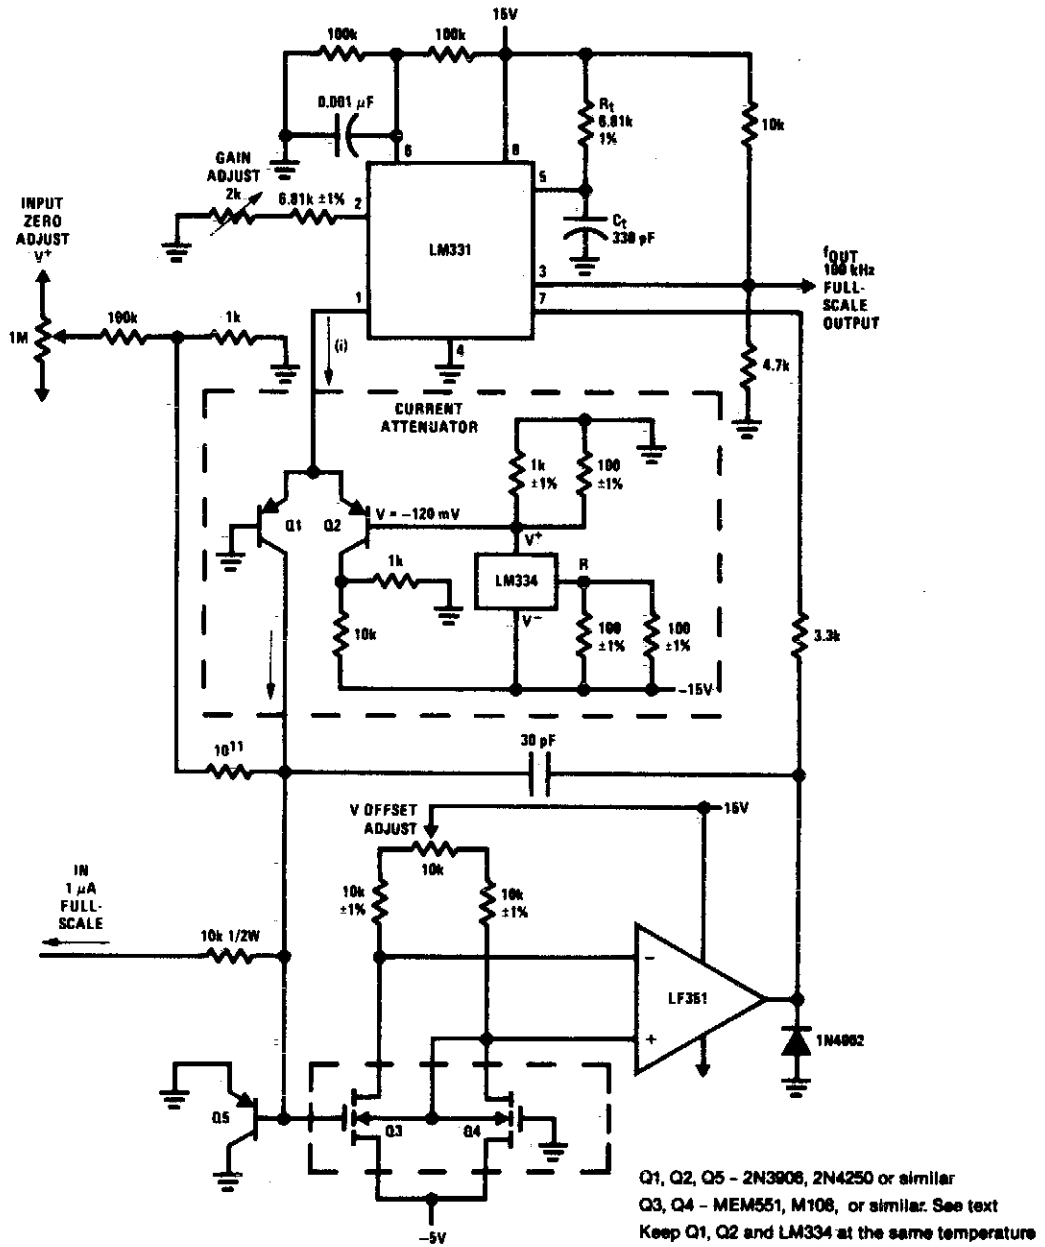 15V
100k
100k
0.001 μF
Rt
6.81k
1%
10k
GAIN
ADJUST
2k
6.81k ±1%
6
8
5
2
LM331
Ct
330 pF
INPUT
ZERO
ADJUST
V+
3
7
fOUT
100 kHz
FULL-
SCALE
OUTPUT
1
1M
100k
1k
(i)
4
4.7k
CURRENT
ATTENUATOR
1k
±1%
100
±1%
Q1
Q2
V = −120 mV
V+
1k
LM334
R
10k
V−
100
±1%
100
±1%
3.3k
−15V
10^11
30 pF
V OFFSET
ADJUST
15V
10k
10k
±1%
10k
±1%
IN
1 μA
FULL-
SCALE
10k 1/2W
−
LF351
+
1N4002
Q5
Q3
Q4
−5V
Q1, Q2, Q5 – 2N3906, 2N4250 or similar
Q3, Q4 – MEM551, M106, or similar. See text
Keep Q1, Q2 and LM334 at the same temperature